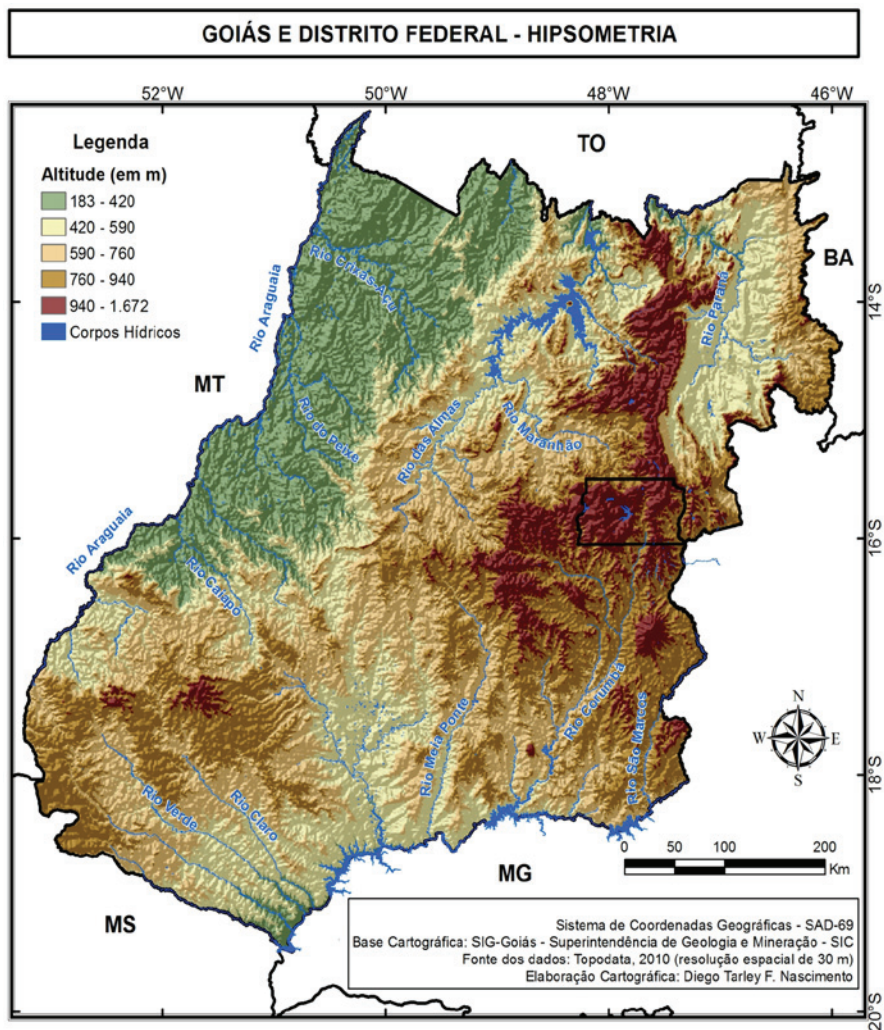 GOIÁS E DISTRITO FEDERAL - HIPSOMETRIA
52°W
50°W
48°W
46°W
Legenda
Altitude (em m)
183 - 420
420 - 590
590 - 760
760 - 940
940 - 1.672
Corpos Hídricos
TO
BA
MT
MG
MS
Rio Crixás-Açu
Rio Araguaia
Rio Paranã
Rio do Peixe
Rio das Almas
Rio Maranhão
Rio Araguaia
Rio Caiapó
Rio Meia Ponte
Rio Corumbá
Rio São Marcos
Rio Verde
Rio Claro
14°S
16°S
18°S
20°S
N
W
E
S
0 50 100 200
Km
Sistema de Coordenadas Geográficas - SAD-69
Base Cartográfica: SIG-Goiás - Superintendência de Geologia e Mineração - SIC
Fonte dos dados: Topodata, 2010 (resolução espacial de 30 m)
Elaboração Cartográfica: Diego Tarley F. Nascimento